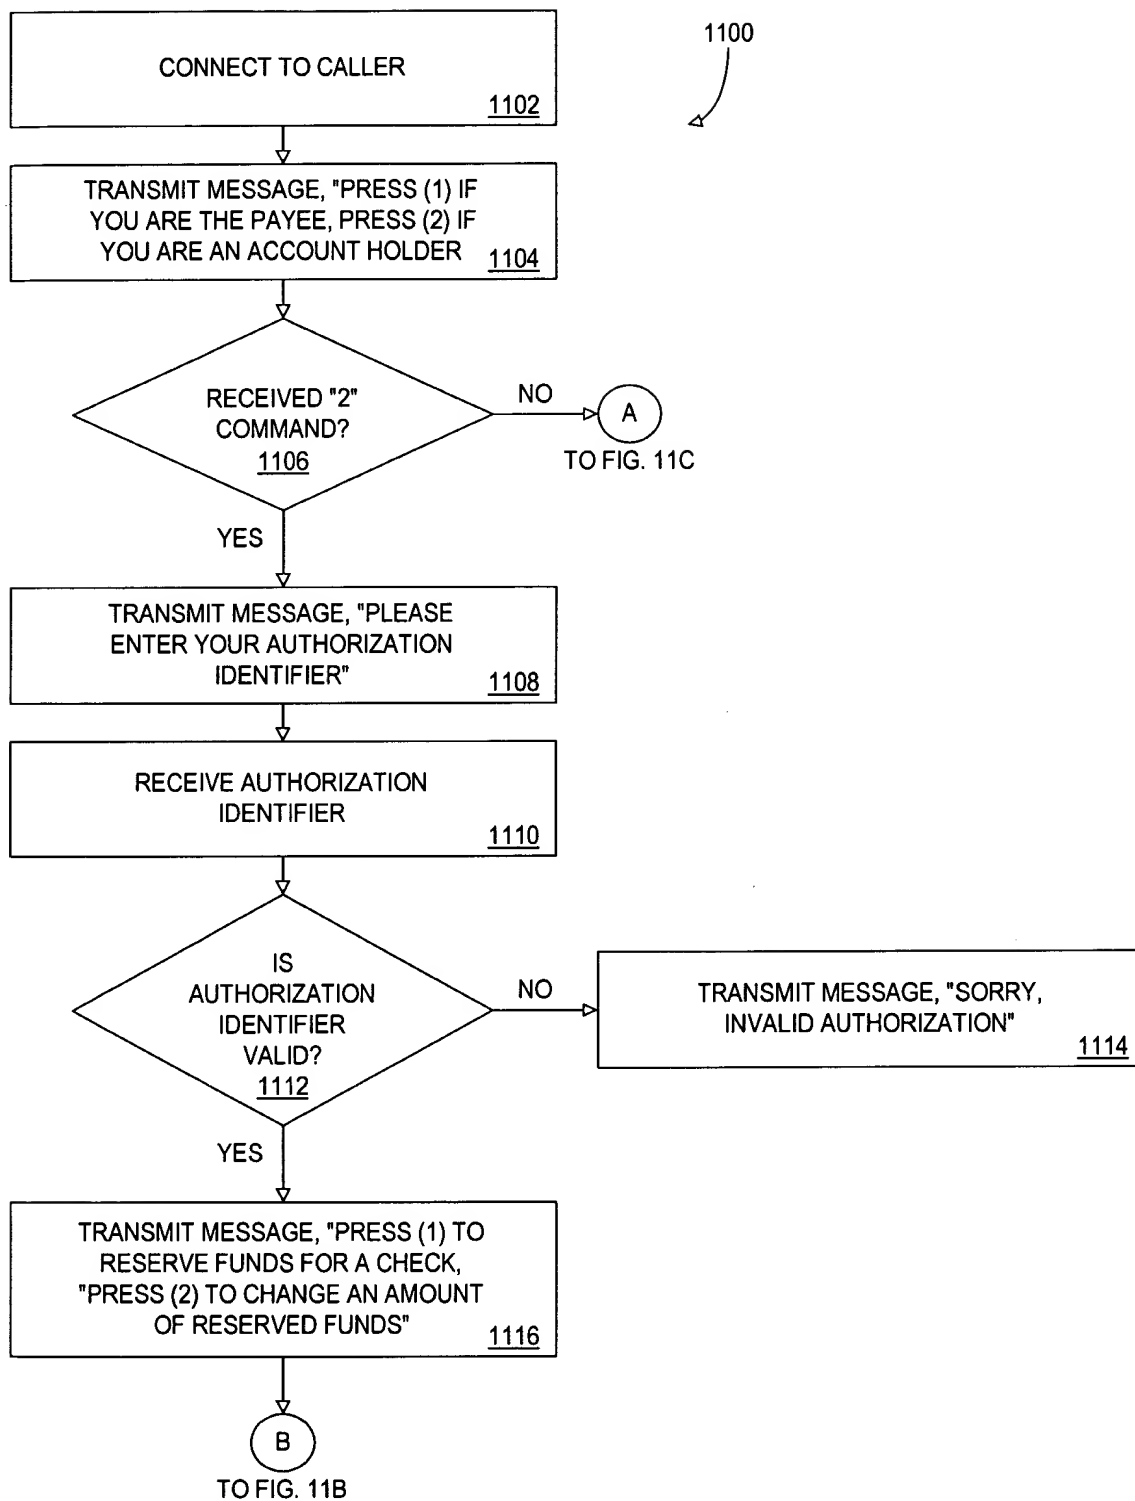 CONNECT TO CALLER
1102
1100
TRANSMIT MESSAGE, "PRESS (1) IF
YOU ARE THE PAYEE, PRESS (2) IF
YOU ARE AN ACCOUNT HOLDER
1104
RECEIVED "2"
COMMAND?
1106
NO
A
TO FIG. 11C
YES
TRANSMIT MESSAGE, "PLEASE
ENTER YOUR AUTHORIZATION
IDENTIFIER"
1108
RECEIVE AUTHORIZATION
IDENTIFIER
1110
IS
AUTHORIZATION
IDENTIFIER
VALID?
1112
NO
TRANSMIT MESSAGE, "SORRY,
INVALID AUTHORIZATION"
1114
YES
TRANSMIT MESSAGE, "PRESS (1) TO
RESERVE FUNDS FOR A CHECK,
"PRESS (2) TO CHANGE AN AMOUNT
OF RESERVED FUNDS"
1116
B
TO FIG. 11B